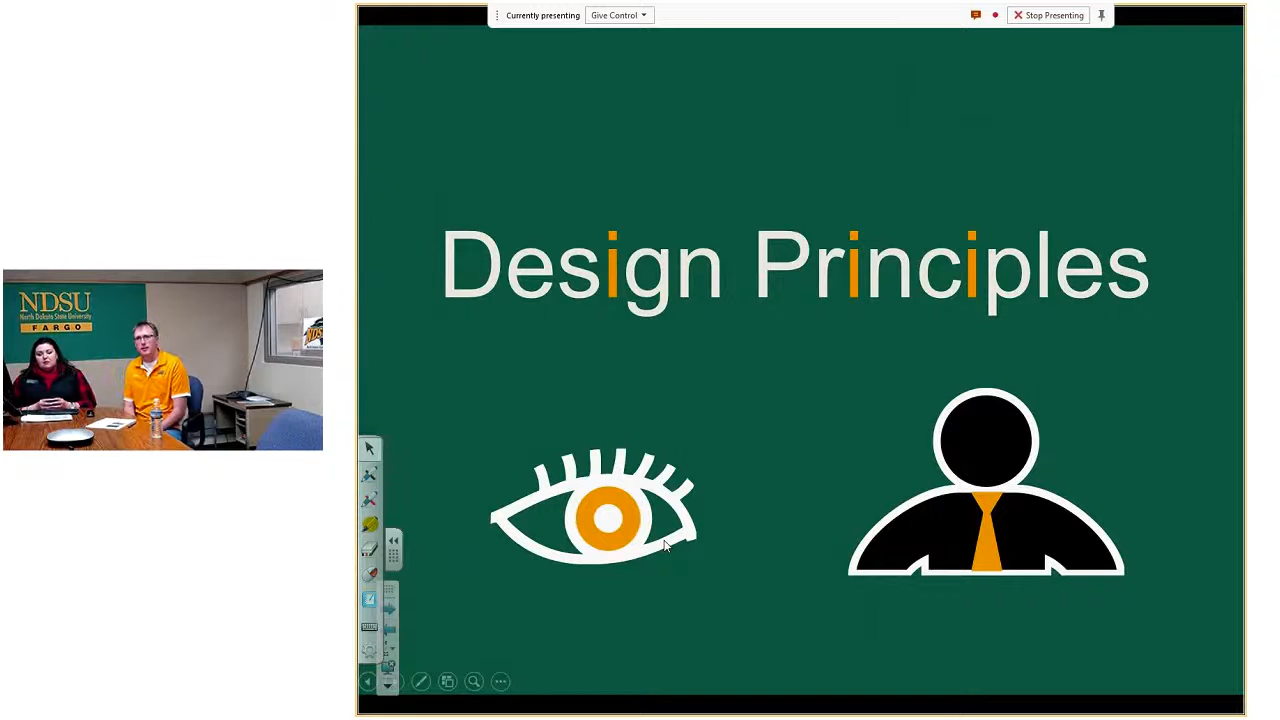 Currently presenting
Give Control
Stop Presenting
Design Principles
NDSU
North Dakota State University
FARGO